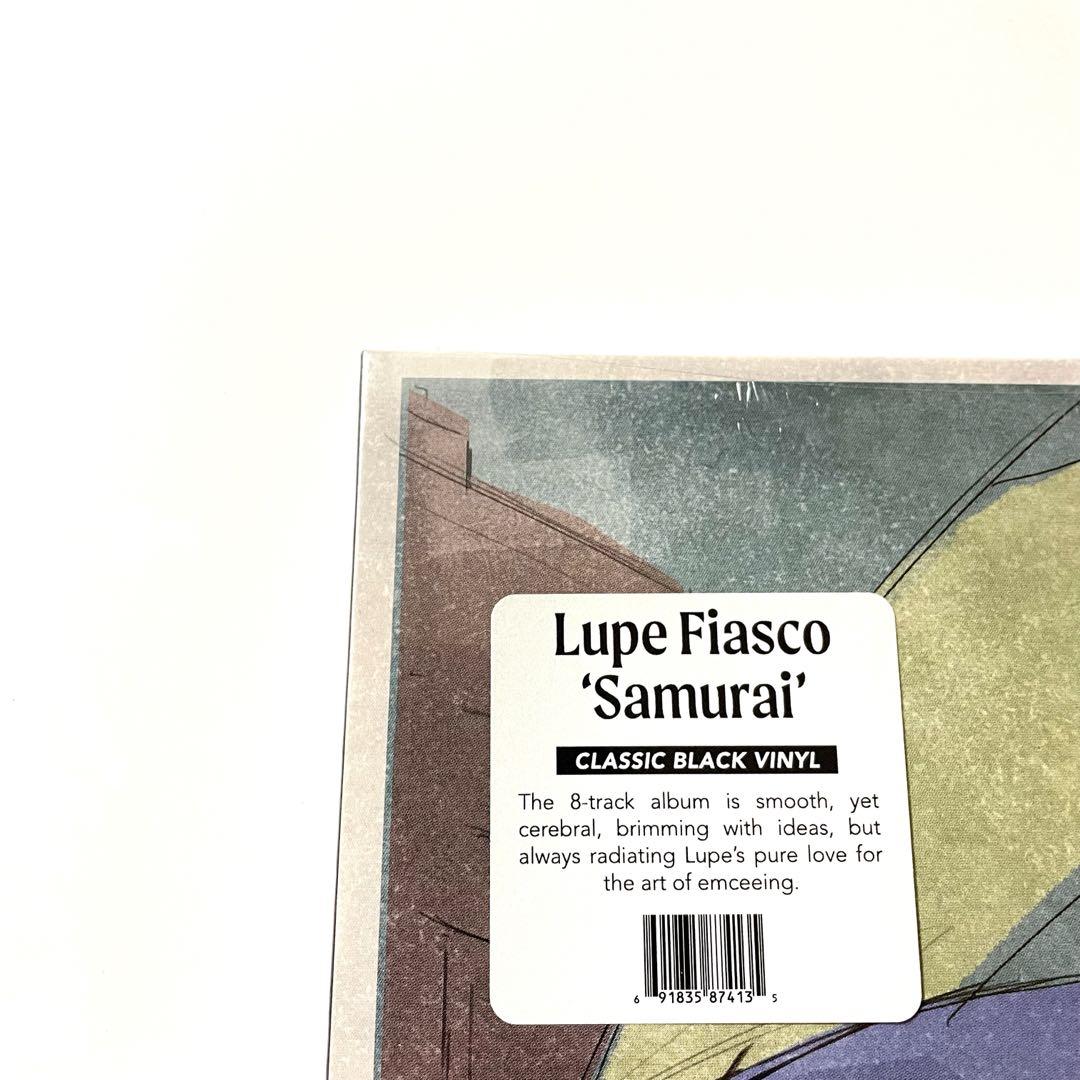 Lupe Fiasco
‘Samurai’
CLASSIC BLACK VINYL
The 8-track album is smooth, yet
cerebral, brimming with ideas, but
always radiating Lupe’s pure love for
the art of emceeing.
6 91835 87413 5